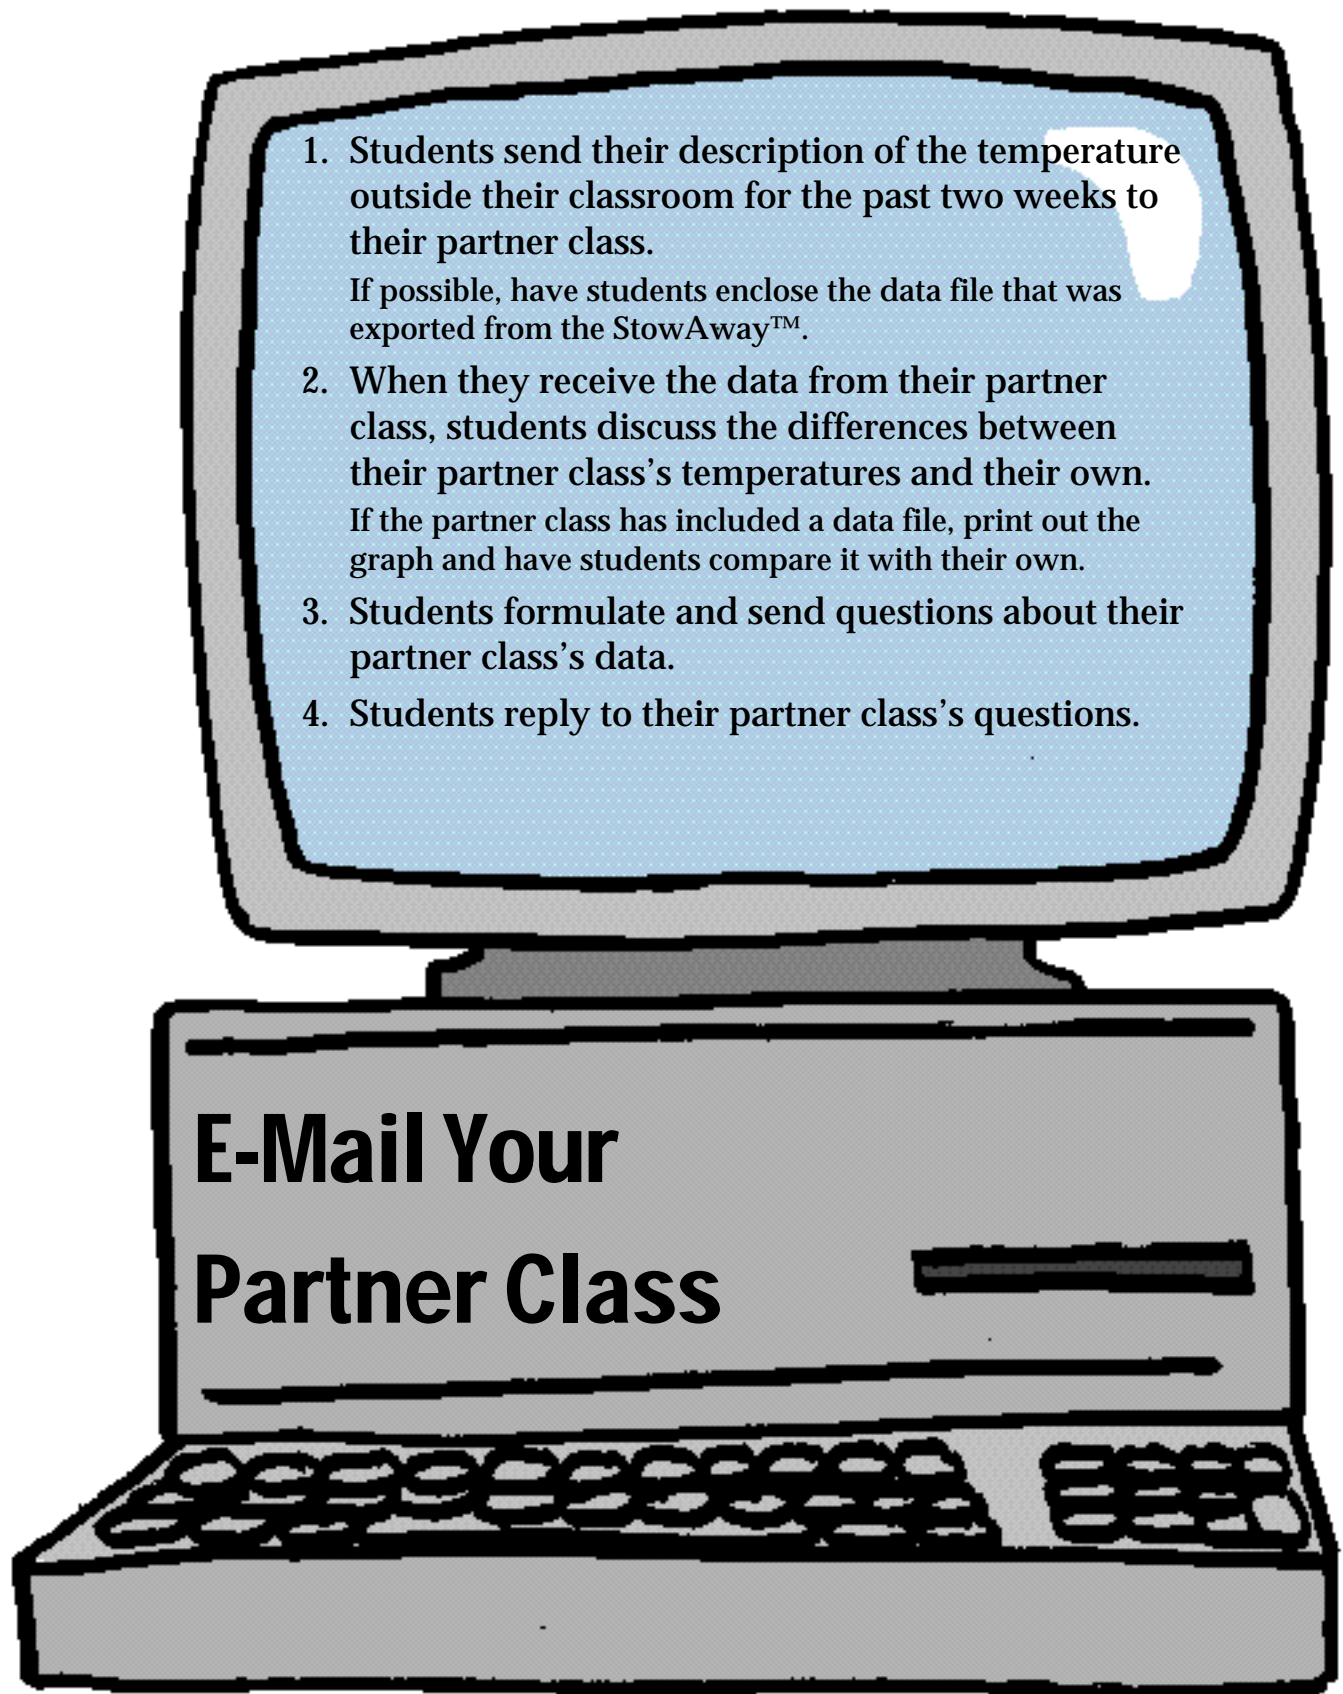 1. Students send their description of the temperature
outside their classroom for the past two weeks to
their partner class.
If possible, have students enclose the data file that was
exported from the StowAway™.
2. When they receive the data from their partner
class, students discuss the differences between
their partner class’s temperatures and their own.
If the partner class has included a data file, print out the
graph and have students compare it with their own.
3. Students formulate and send questions about their
partner class’s data.
4. Students reply to their partner class’s questions.
E-Mail Your
Partner Class